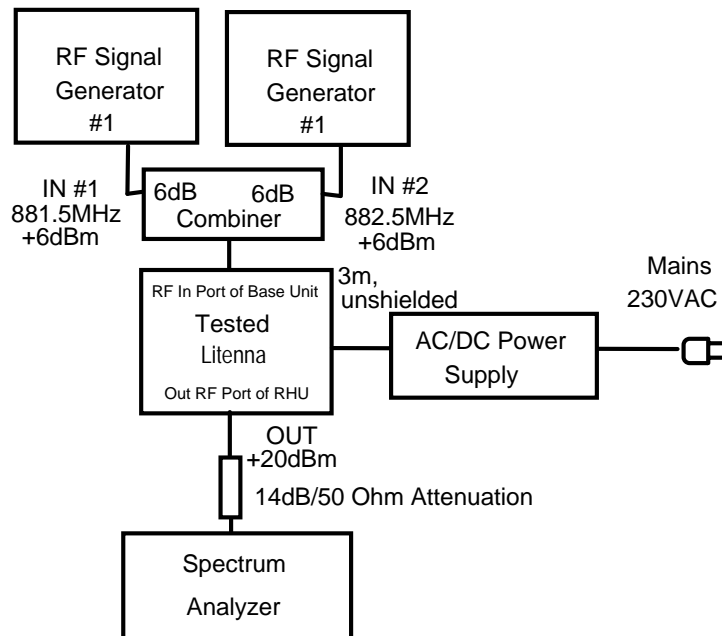 RF Signal
Generator
#1
RF Signal
Generator
#1
IN #1
881.5MHz
+6dBm
6dB
6dB
Combiner
IN #2
882.5MHz
+6dBm
RF In Port of Base Unit
Tested
Litenna
Out RF Port of RHU
3m,
unshielded
AC/DC Power
Supply
Mains
230VAC
OUT
+20dBm
14dB/50 Ohm Attenuation
Spectrum
Analyzer